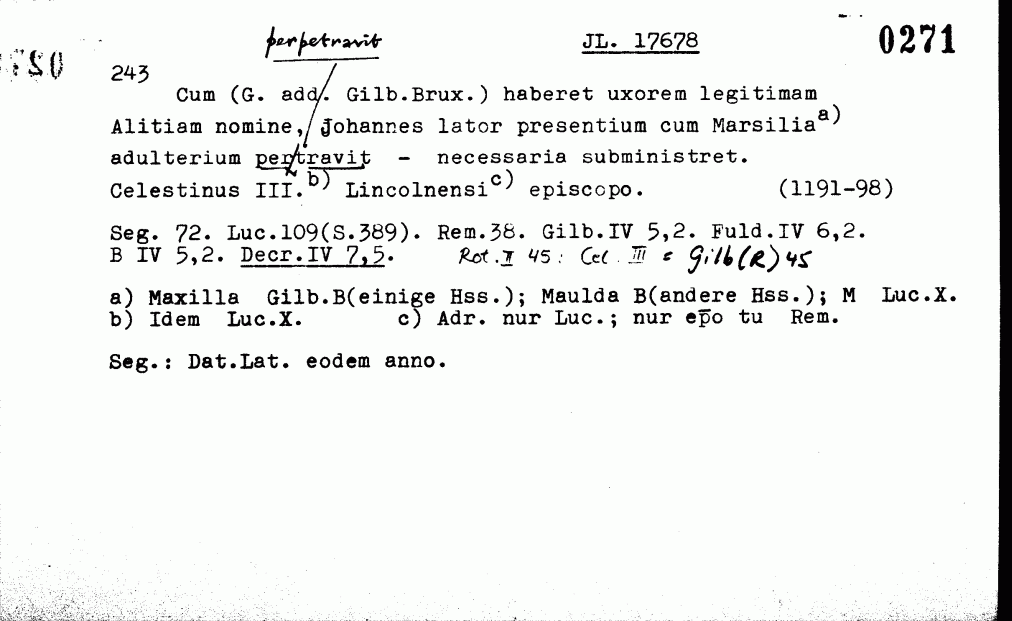 perpetravit JL. 17678 0271
243
Cum (G. add. Gilb.Brux.) haberet uxorem legitimam
Alitiam nomine, Johannes lator presentium cum Marsilia a)
adulterium pertravit - necessaria subministret.
Celestinus III. b) Lincolnensi c) episcopo. (1191-98)
Seg. 72. Luc.109(S.389). Rem.38. Gilb.IV 5,2. Fuld.IV 6,2.
B IV 5,2. Decr.IV 7,5. Rot. I 45: Cel. III = Gilb(R) 45
a) Maxilla Gilb.B(einige Hss.); Maulda B(andere Hss.); M Luc.X.
b) Idem Luc.X. c) Adr. nur Luc.; nur ep̄o tu Rem.
Seg.: Dat.Lat. eodem anno.